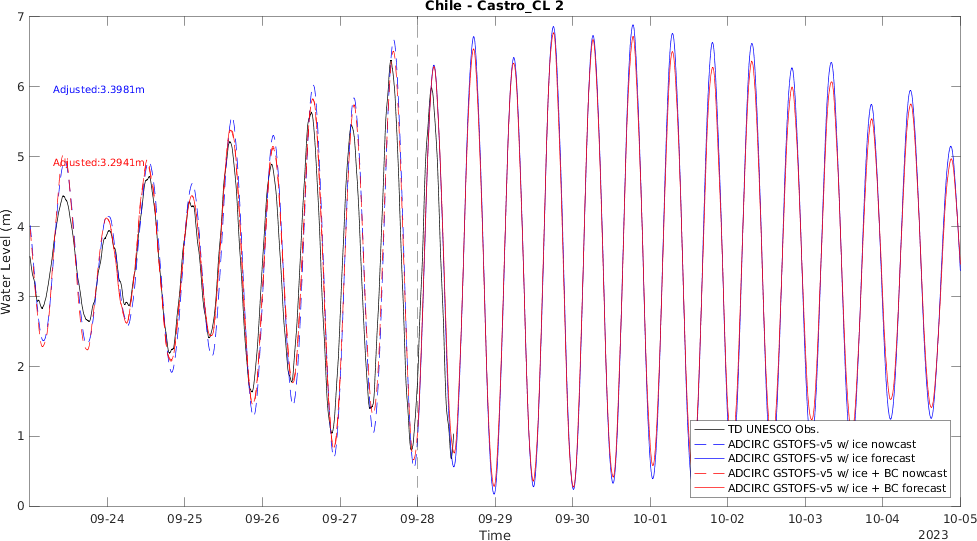 Chile - Castro_CL 2
7
6
5
4
3
2
1
0
Water Level (m)
Adjusted:3.3981m
Adjusted:3.2941m
TD UNESCO Obs.
ADCIRC GSTOFS-v5 w/ ice nowcast
ADCIRC GSTOFS-v5 w/ ice forecast
ADCIRC GSTOFS-v5 w/ ice + BC nowcast
ADCIRC GSTOFS-v5 w/ ice + BC forecast
09-24 09-25 09-26 09-27 09-28 09-29 09-30 10-01 10-02 10-03 10-04 10-05
Time
2023